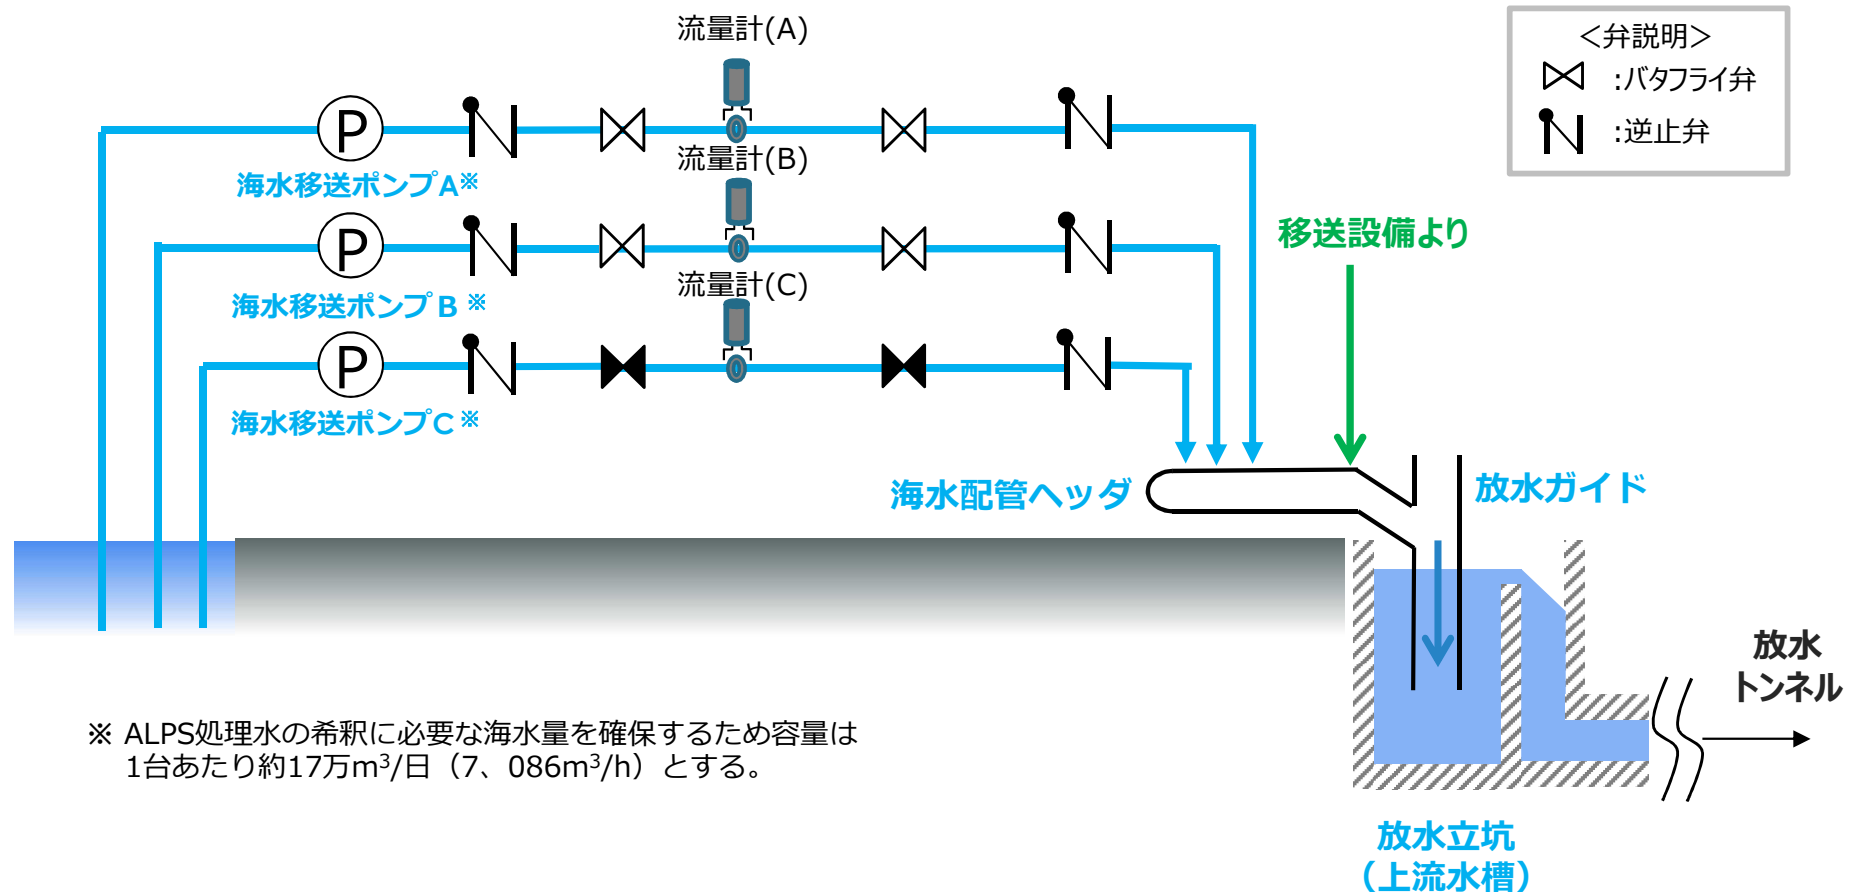 流量計(A)
<弁説明>
:バタフライ弁
:逆止弁
P
海水移送ポンプA※
流量計(B)
P
海水移送ポンプB※
移送設備より
流量計(C)
P
海水移送ポンプC※
海水配管ヘッダ
放水ガイド
放水
トンネル
※ ALPS処理水の希釈に必要な海水量を確保するため容量は
1台あたり約17万m³/日（7、086m³/h）とする。
放水立坑
（上流水槽）